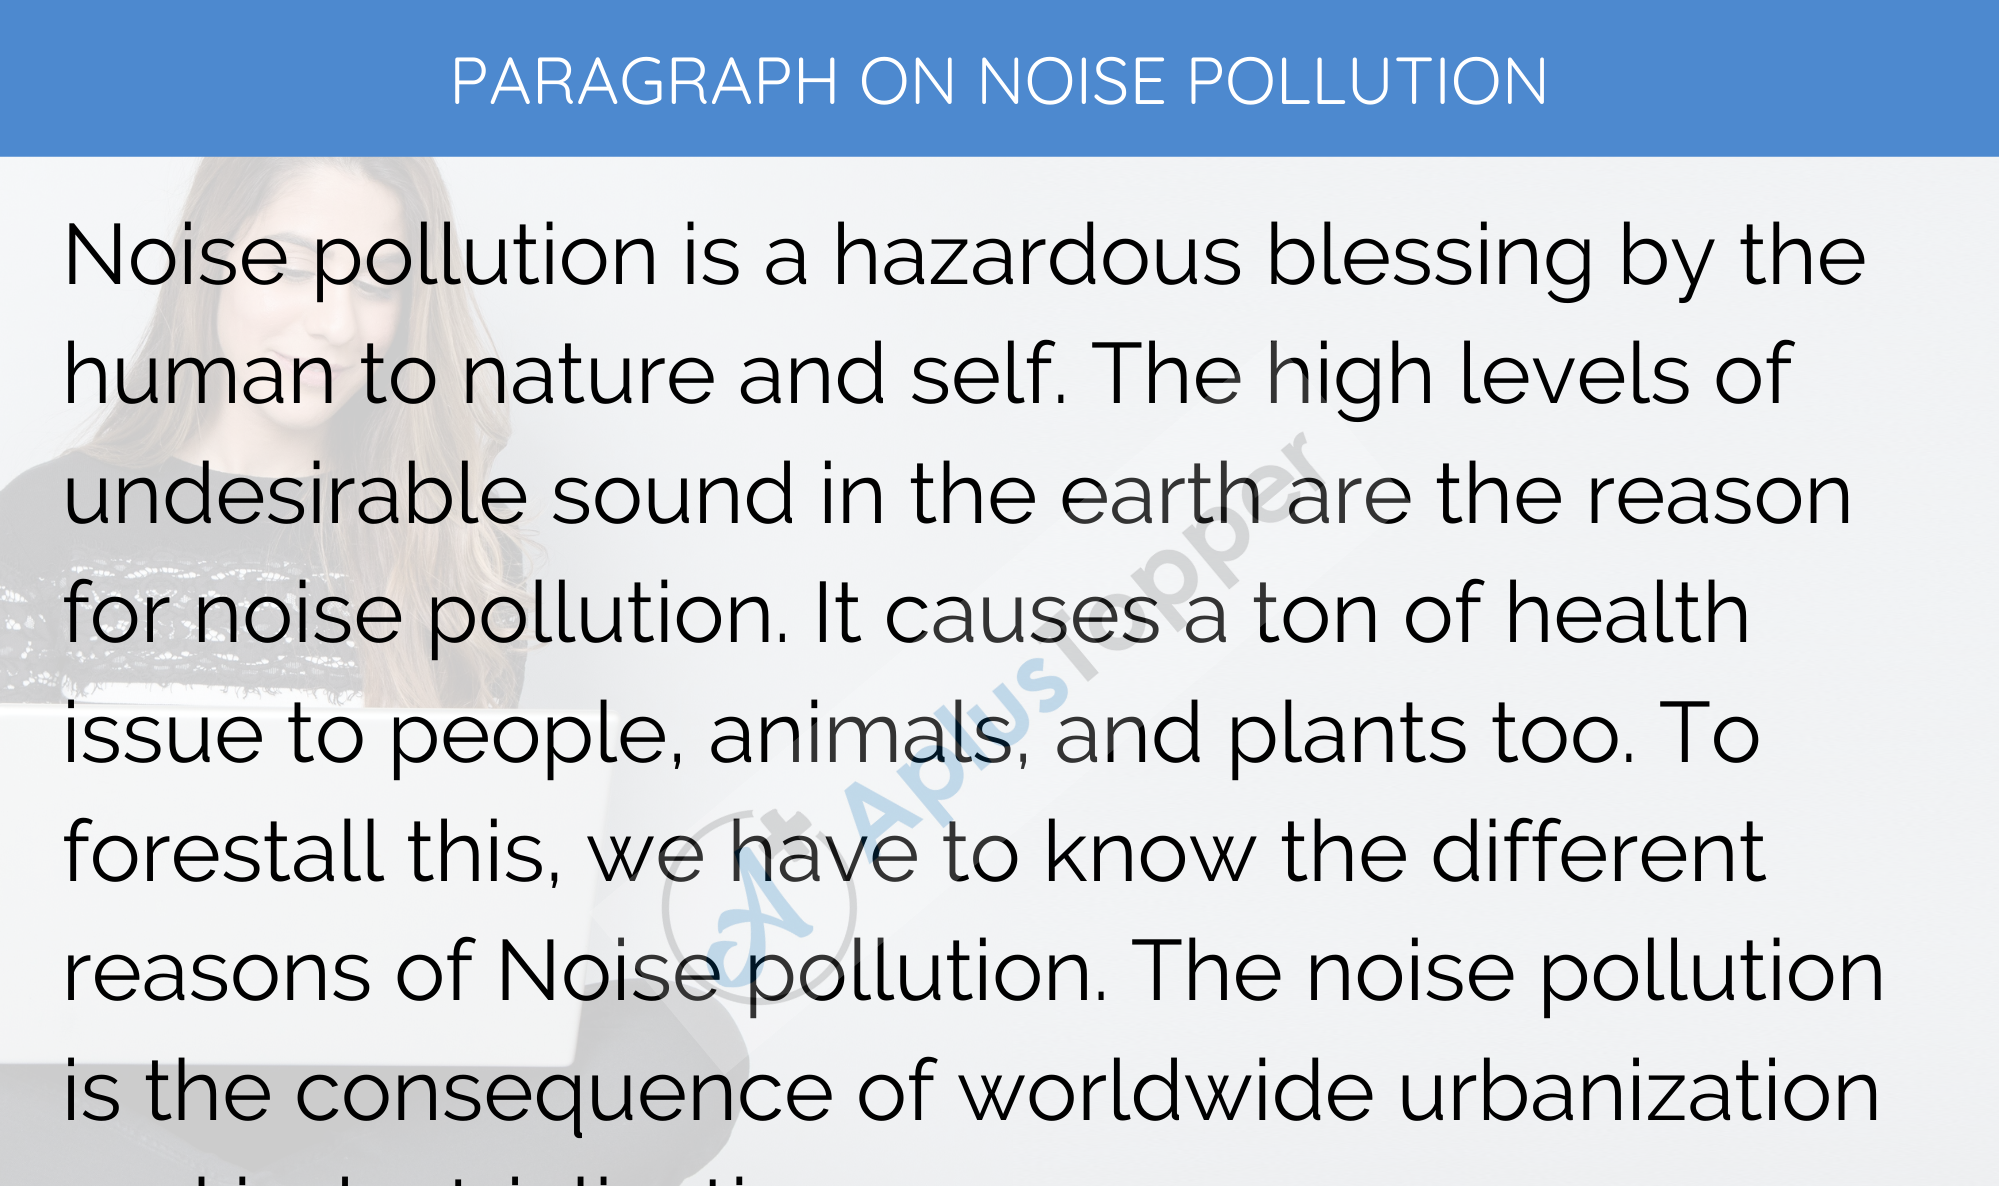 PARAGRAPH ON NOISE POLLUTION
Noise pollution is a hazardous blessing by the
human to nature and self. The high levels of
undesirable sound in the earth are the reason
for noise pollution. It causes a ton of health
issue to people, animals, and plants too. To
forestall this, we have to know the different
reasons of Noise pollution. The noise pollution
is the consequence of worldwide urbanization
AplusTopper